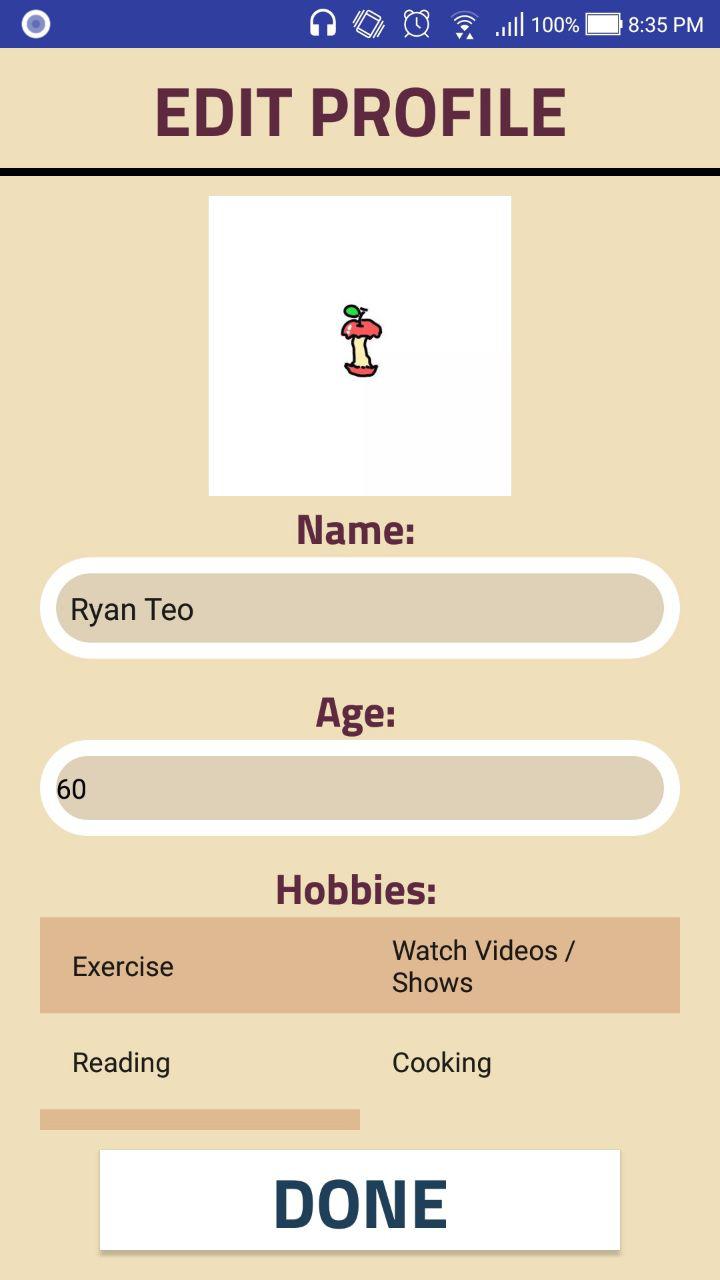 100% 8:35 PM
EDIT PROFILE
Name:
Ryan Teo
Age:
60
Hobbies:
Exercise
Watch Videos /
Shows
Reading
Cooking
DONE